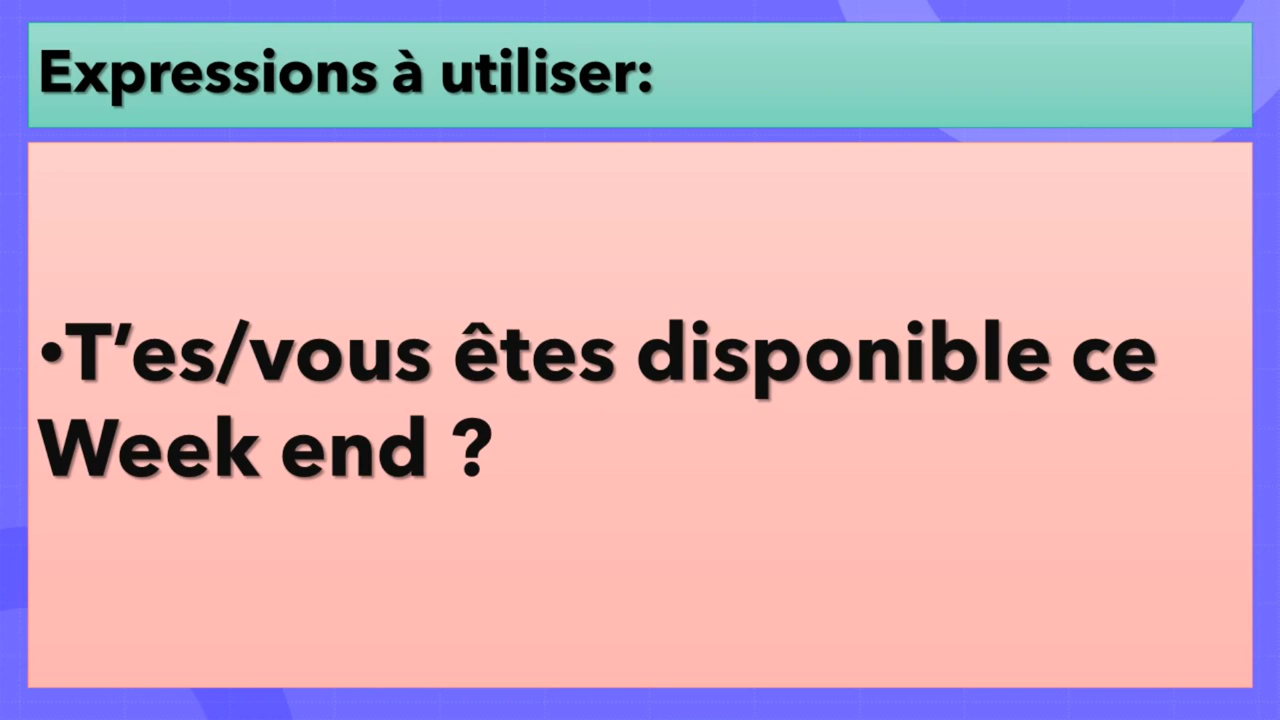 Expressions à utiliser:
•T’es/vous êtes disponible ce
Week end ?